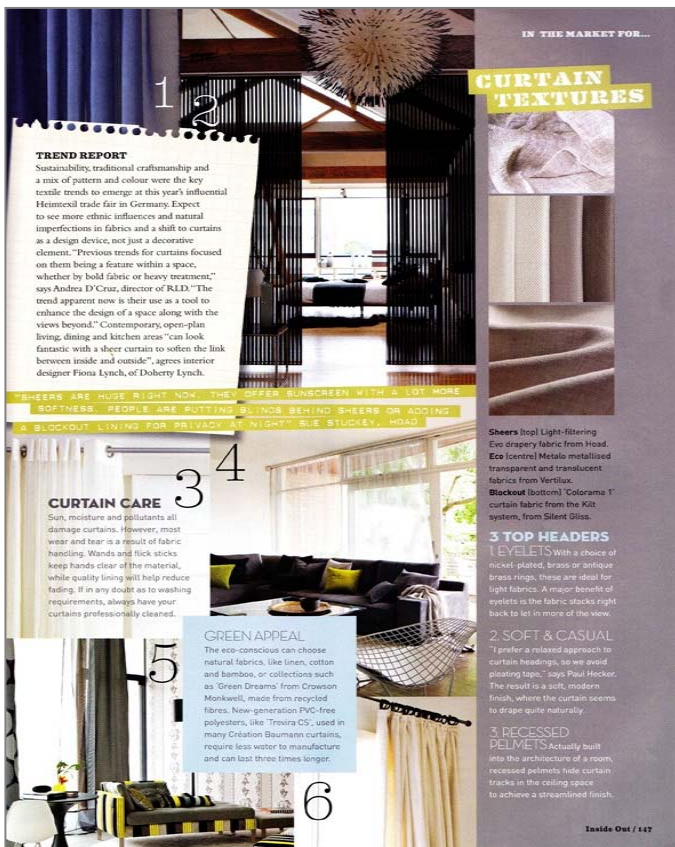 IN THE MARKET FOR...
CURTAIN
TEXTURES
1
2
TREND REPORT
Sustainability, traditional craftsmanship and
a mix of pattern and colour were the key
textile trends to emerge at this year's influential
Heimtextil trade fair in Germany. Expect
to see more ethnic influences and natural
imperfections in fabrics and a shift to curtains
as a design device, not just a decorative
element. "Previous trends for curtains focused
on them being a feature within a space,
whether by bold fabric or heavy treatment,"
says Andrea D'Cruz, director of RLD. "The
trend apparent now is their use as a tool to
enhance the design of a space along with the
views beyond." Contemporary, open-plan
living, dining and kitchen areas "can look
fantastic with a sheer curtain to soften the link
between inside and outside", agrees interior
designer Fiona Lynch, of Doherty Lynch.
"SHEERS ARE HUGE RIGHT NOW. THEY OFFER SUNSCREEN WITH A LOT MORE
SOFTNESS. PEOPLE ARE PUTTING BLINDS BEHIND SHEERS OR ADDING
A BLOCKOUT LINING FOR PRIVACY AT NIGHT" SUE STUCKEY, HOAD
3
4
CURTAIN CARE
Sun, moisture and pollutants all
damage curtains. However, most
wear and tear is a result of fabric
handling. Wands and flick sticks
keep hands clear of the material,
while quality lining will help reduce
fading. If in any doubt as to washing
requirements, always have your
curtains professionally cleaned.
5
GREEN APPEAL
The eco-conscious can choose
natural fabrics, like linen, cotton
and bamboo, or collections such
as 'Green Dreams' from Crowson
Monkwell, made from recycled
fibres. New-generation PVC-free
polyesters, like 'Trevira CS', used in
many Création Baumann curtains,
require less water to manufacture
and can last three times longer.
6
Sheers (top) Light-filtering
Evo drapery fabric from Hoad.
Eco (centre) Metalo metallised
transparent and translucent
fabrics from Vertilux.
Blockout (bottom) 'Colorama 1'
curtain fabric from the Kilt
system, from Silent Gliss.
3 TOP HEADERS
1. EYELETS With a choice of
nickel-plated, brass or antique
brass rings, these are ideal for
light fabrics. A major benefit of
eyelets is the fabric stacks right
back to let in more of the view.
2. SOFT & CASUAL
"I prefer a relaxed approach to
curtain headings, so we avoid
pleating tape," says Paul Hecker.
The result is a soft, modern
finish, where the curtain seems
to drape quite naturally.
3. RECESSED
PELMETS Actually built
into the architecture of a room,
recessed pelmets hide curtain
tracks in the ceiling space
to achieve a streamlined finish.
Inside Out / 147